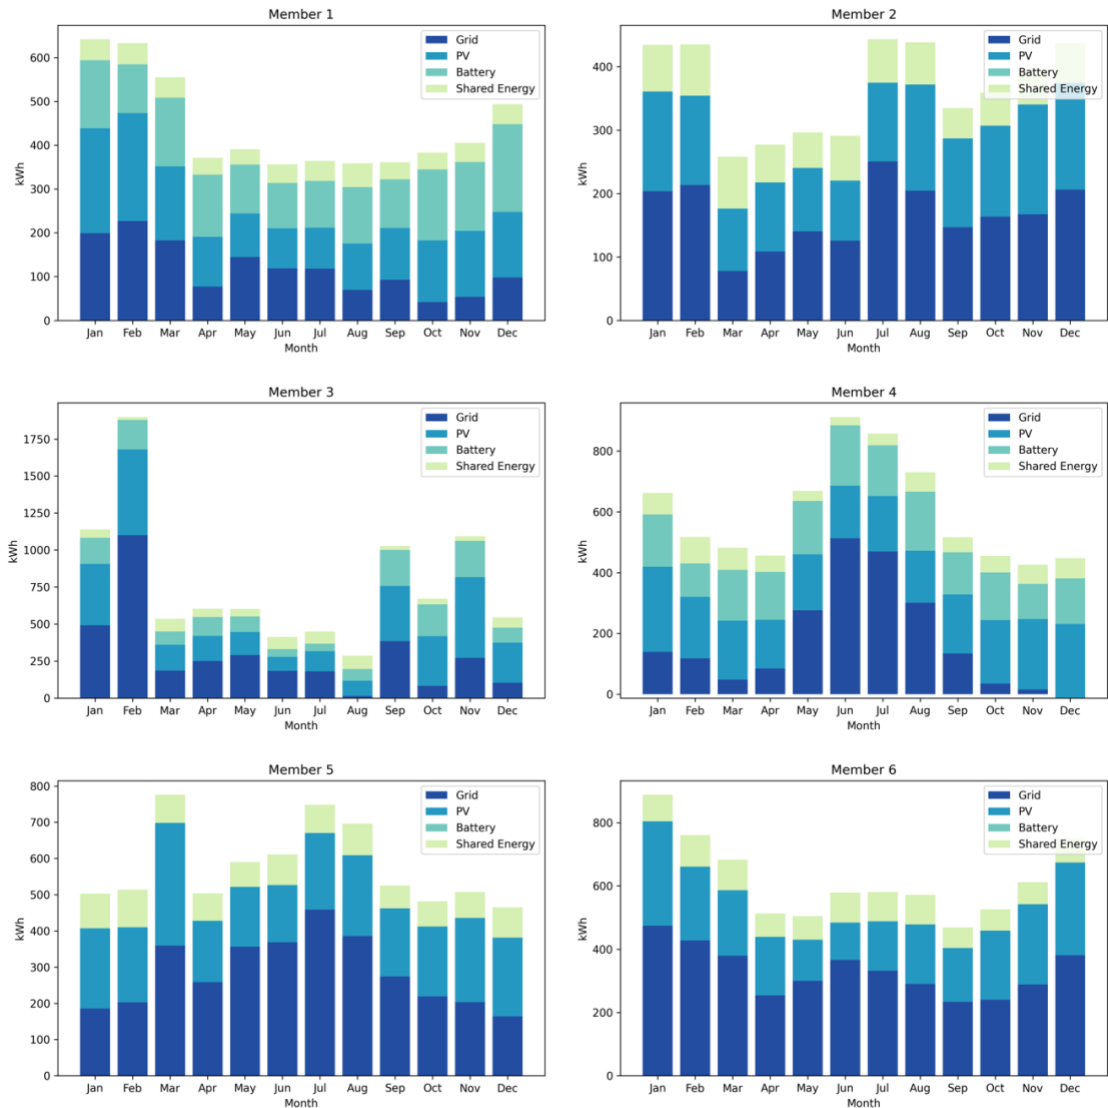 Member 1
Grid
PV
Battery
Shared Energy
600
500
400
300
200
100
0
kWh
Jan Feb Mar Apr May Jun Jul Aug Sep Oct Nov Dec
Month
Member 2
Grid
PV
Battery
Shared Energy
400
300
200
100
0
kWh
Jan Feb Mar Apr May Jun Jul Aug Sep Oct Nov Dec
Month
Member 3
Grid
PV
Battery
Shared Energy
1750
1500
1250
1000
750
500
250
0
kWh
Jan Feb Mar Apr May Jun Jul Aug Sep Oct Nov Dec
Month
Member 4
Grid
PV
Battery
Shared Energy
800
600
400
200
0
kWh
Jan Feb Mar Apr May Jun Jul Aug Sep Oct Nov Dec
Month
Member 5
Grid
PV
Battery
Shared Energy
800
700
600
500
400
300
200
100
0
kWh
Jan Feb Mar Apr May Jun Jul Aug Sep Oct Nov Dec
Month
Member 6
Grid
PV
Battery
Shared Energy
800
600
400
200
0
kWh
Jan Feb Mar Apr May Jun Jul Aug Sep Oct Nov Dec
Month